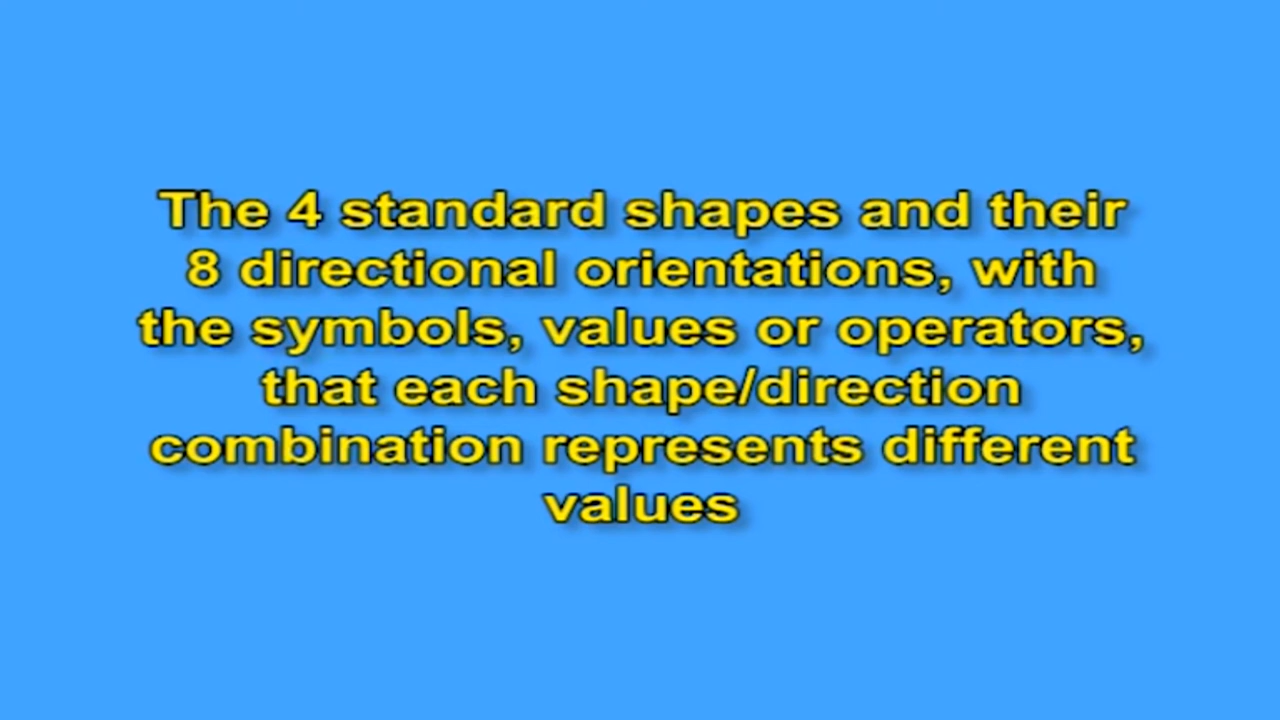 The 4 standard shapes and their
8 directional orientations, with
the symbols, values or operators,
that each shape/direction
combination represents different
values